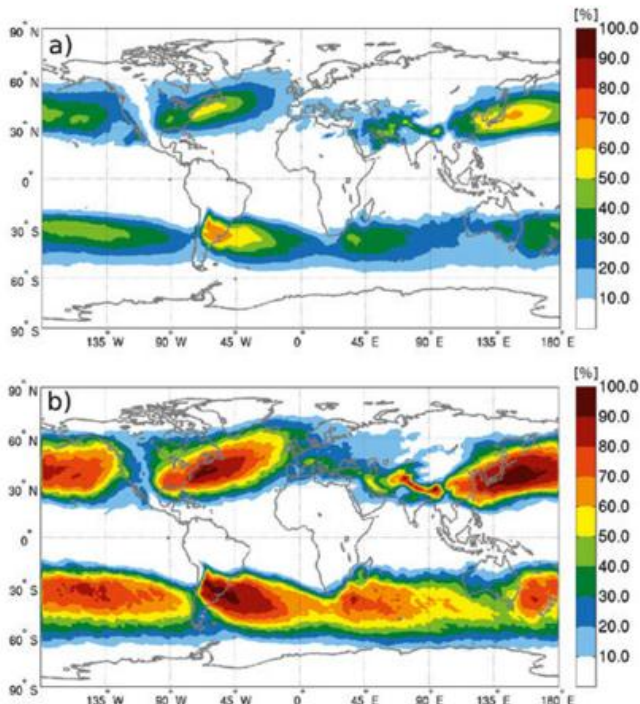 [%]
a)
90° N
60° N
30° N
0°
30° S
60° S
90° S
135° W
90° W
45° W
0°
45° E
90° E
135° E
180° E
100.0
90.0
80.0
70.0
60.0
50.0
40.0
30.0
20.0
10.0
[%]
b)
90° N
60° N
30° N
0°
30° S
60° S
90° S
135° W
90° W
45° W
0°
45° E
90° E
135° E
180° E
100.0
90.0
80.0
70.0
60.0
50.0
40.0
30.0
20.0
10.0